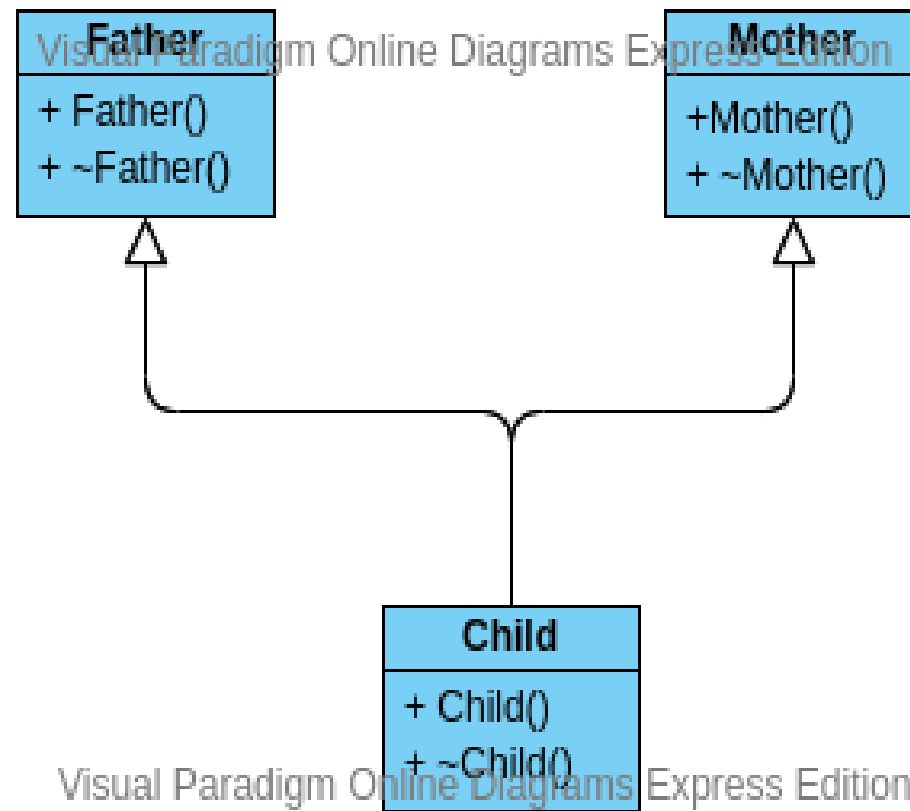 Father
Mother
Visual Paradigm Online Diagrams Express Edition
+ Father()
+ ~Father()
+Mother()
+ ~Mother()
Child
+ Child()
+ ~Child()
Visual Paradigm Online Diagrams Express Edition